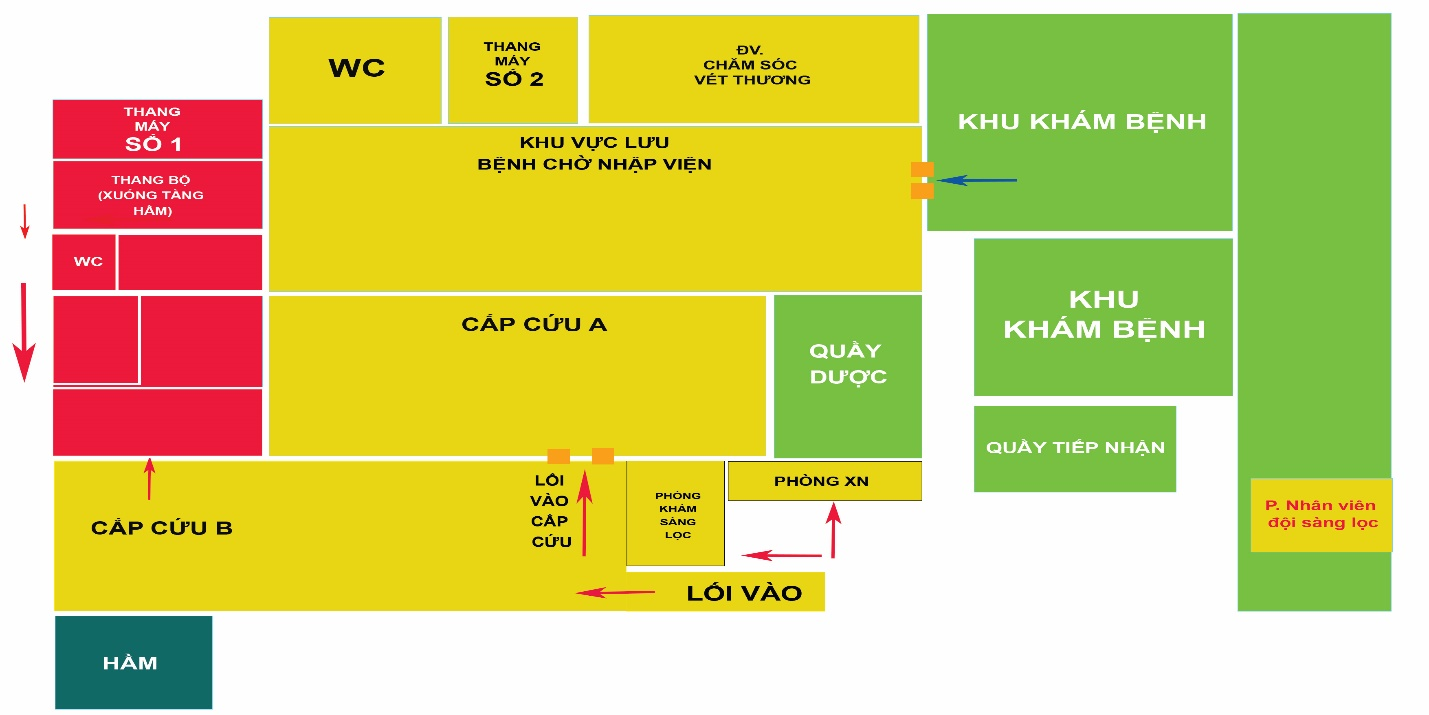 WC
THANG
MÁY
SỐ 2
ĐV.
CHĂM SÓC
VẾT THƯƠNG
KHU KHÁM BỆNH
THANG
MÁY
SỐ 1
KHU VỰC LƯU
BỆNH CHỜ NHẬP VIỆN
THANG BỘ
(XUỐNG TẦNG
HẦM)
WC
KHU
KHÁM BỆNH
CẤP CỨU A
QUẦY
DƯỢC
QUẦY TIẾP NHẬN
LỐI
VÀO
CẤP
CỨU
PHÒNG
KHÁM
SÀNG
LỌC
PHÒNG XN
P. Nhân viên
đội sàng lọc
CẤP CỨU B
LỐI VÀO
HẦM